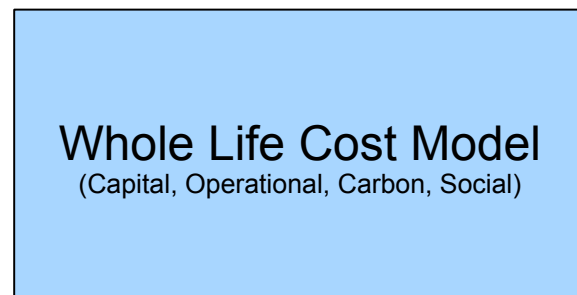 Whole Life Cost Model
(Capital, Operational, Carbon, Social)